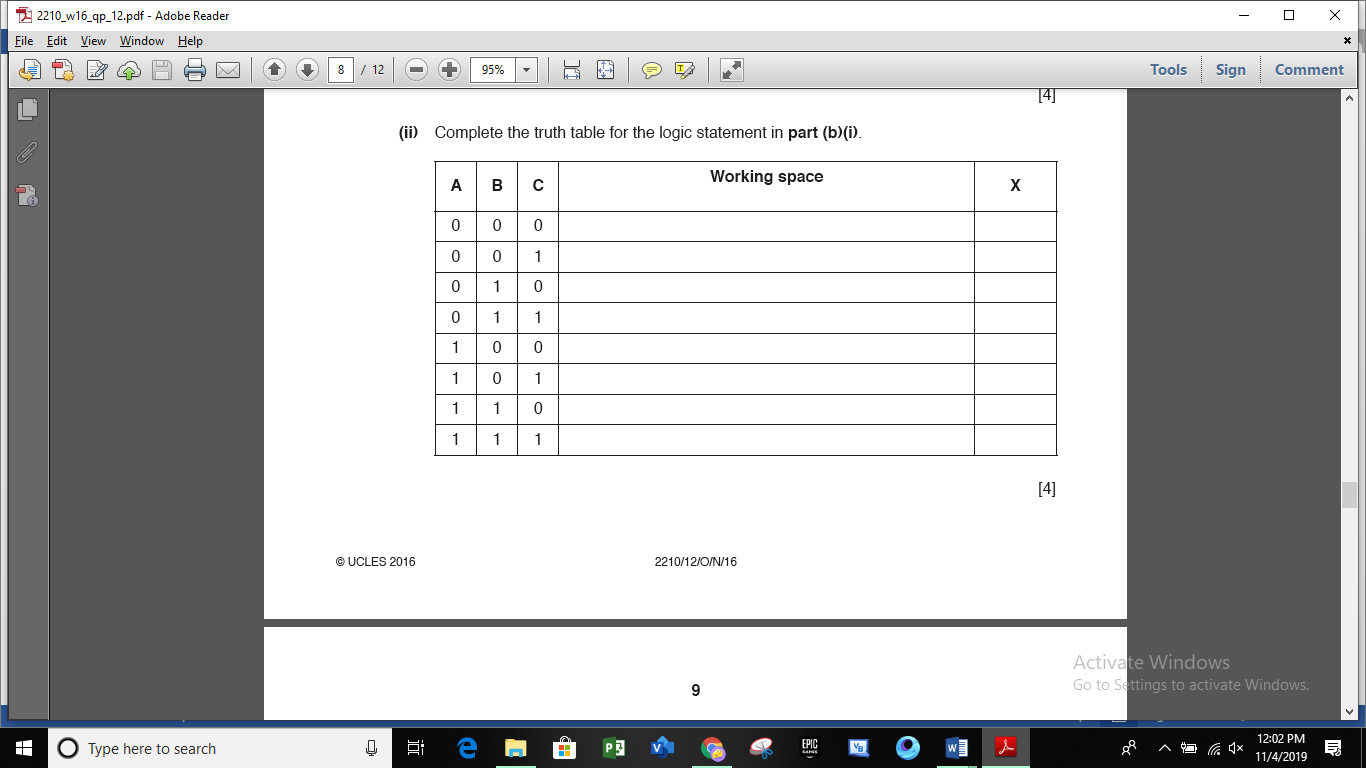 2210_w16_qp_12.pdf - Adobe Reader
File Edit View Window Help
8 / 12 95% Tools Sign Comment
[4]
(ii) Complete the truth table for the logic statement in part (b)(i).
A B C Working space X
0 0 0
0 0 1
0 1 0
0 1 1
1 0 0
1 0 1
1 1 0
1 1 1
[4]
© UCLES 2016 2210/12/O/N/16
9
Activate Windows
Go to Settings to activate Windows.
Type here to search
EPIC GAMES
VB
12:02 PM
11/4/2019